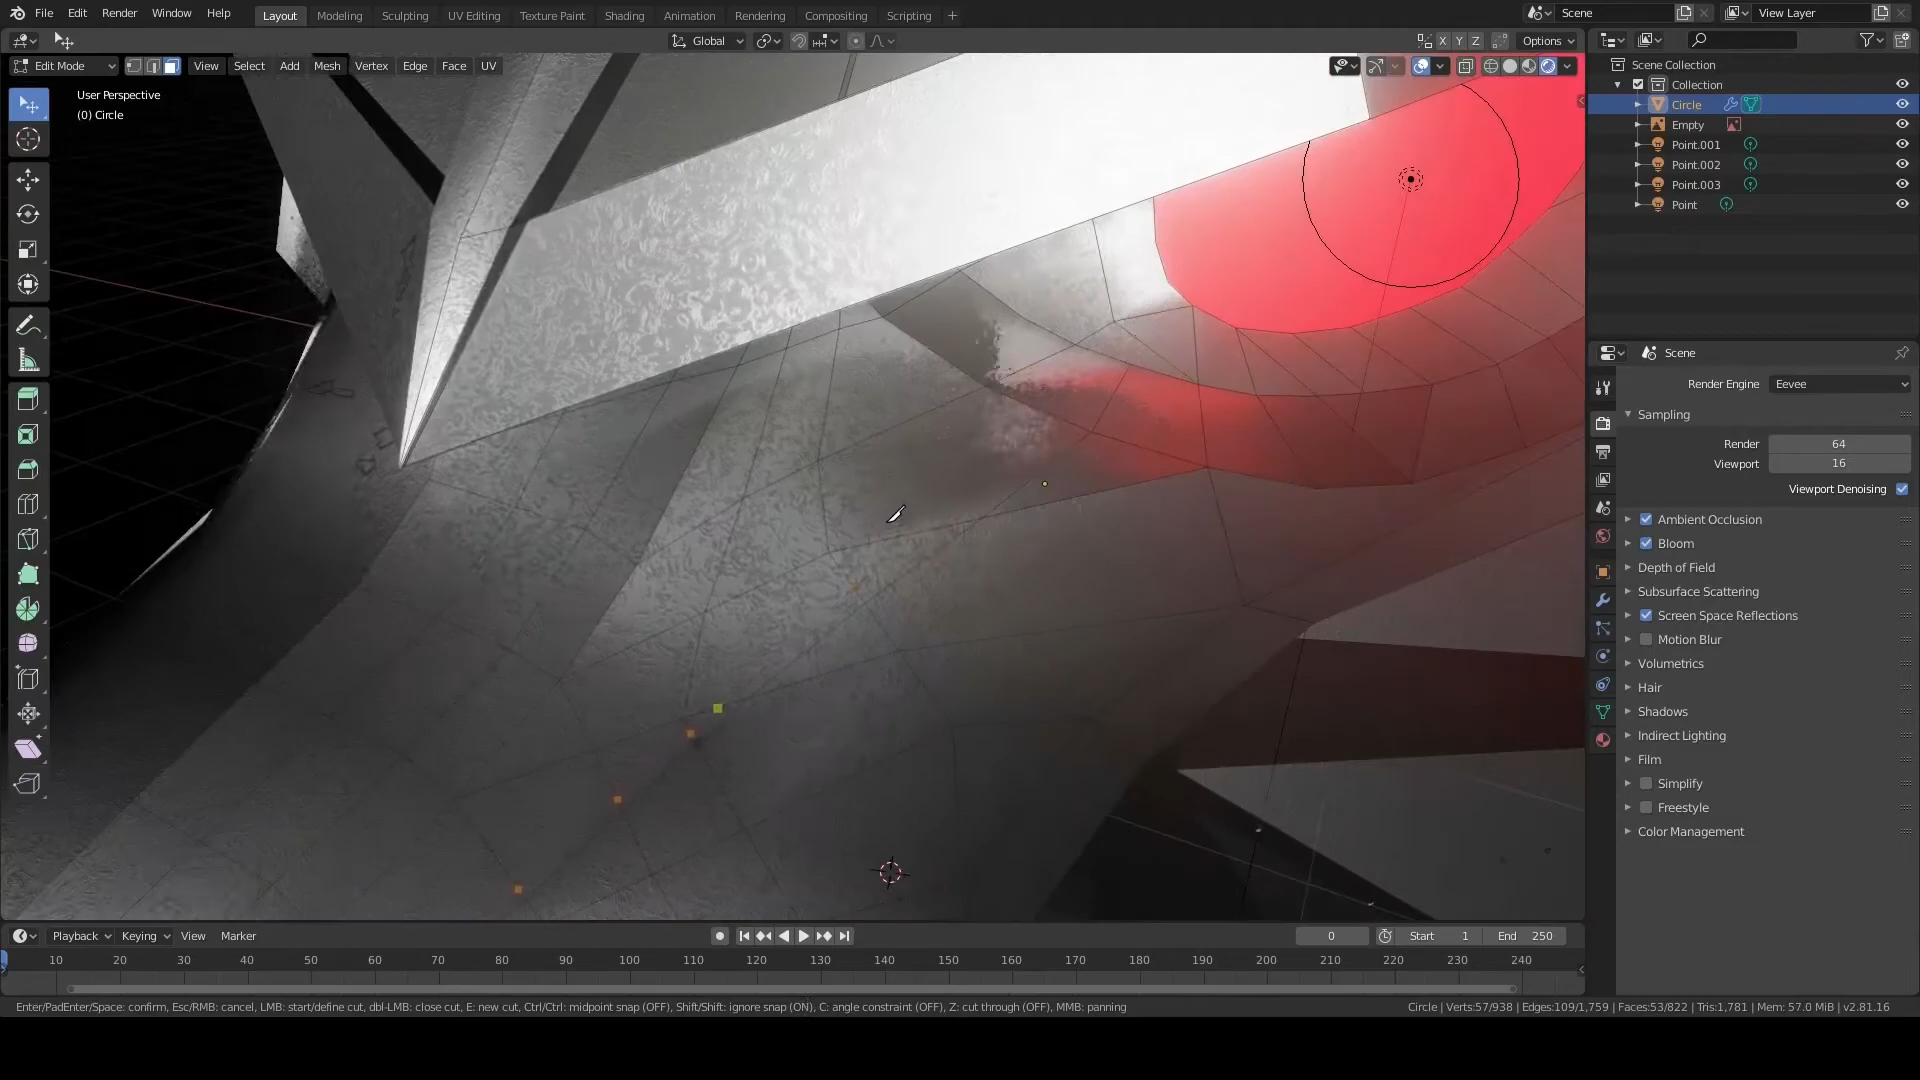 File Edit Render Window Help
Layout Modeling Sculpting UV Editing Texture Paint Shading Animation Rendering Compositing Scripting +
Scene
View Layer
Global
X Y Z
Options
Edit Mode
View Select Add Mesh Vertex Edge Face UV
User Perspective
(0) Circle
Scene Collection
Collection
Circle
Empty
Point.001
Point.002
Point.003
Point
Scene
Render Engine Eevee
Sampling
Render 64
Viewport 16
Viewport Denoising
Ambient Occlusion
Bloom
Depth of Field
Subsurface Scattering
Screen Space Reflections
Motion Blur
Volumetrics
Hair
Shadows
Indirect Lighting
Film
Simplify
Freestyle
Color Management
Playback Keying View Marker
0
Start 1
End 250
10 20 30 40 50 60 70 80 90 100 110 120 130 140 150 160 170 180 190 200 210 220 230 240
Enter/PadEnter/Space: confirm, Esc/RMB: cancel, LMB: start/define cut, dbl-LMB: close cut, E: new cut, Ctrl/Ctrl: midpoint snap (OFF), Shift/Shift: ignore snap (ON), C: angle constraint (OFF), Z: cut through (OFF), MMB: panning
Circle | Verts:57/938 | Edges:109/1,759 | Faces:53/822 | Tris:1,781 | Mem: 57.0 MiB | v2.81.16